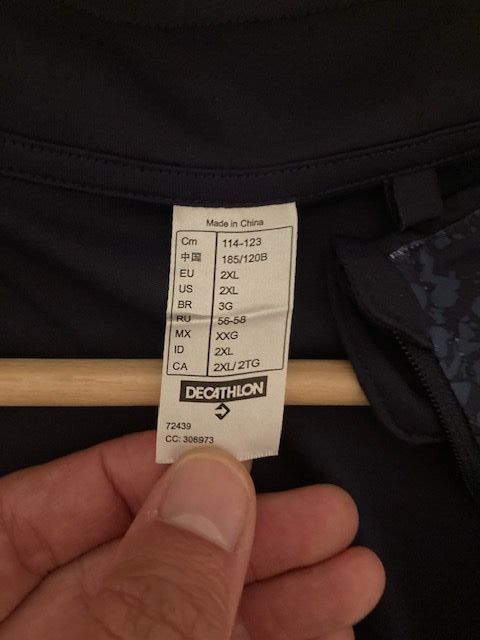 Made in China
Cm 114-123
中国 185/120B
EU 2XL
US 2XL
BR 3G
RU 56-58
MX XXG
ID 2XL
CA 2XL/2TG
DECATHLON
72439
CC: 306973